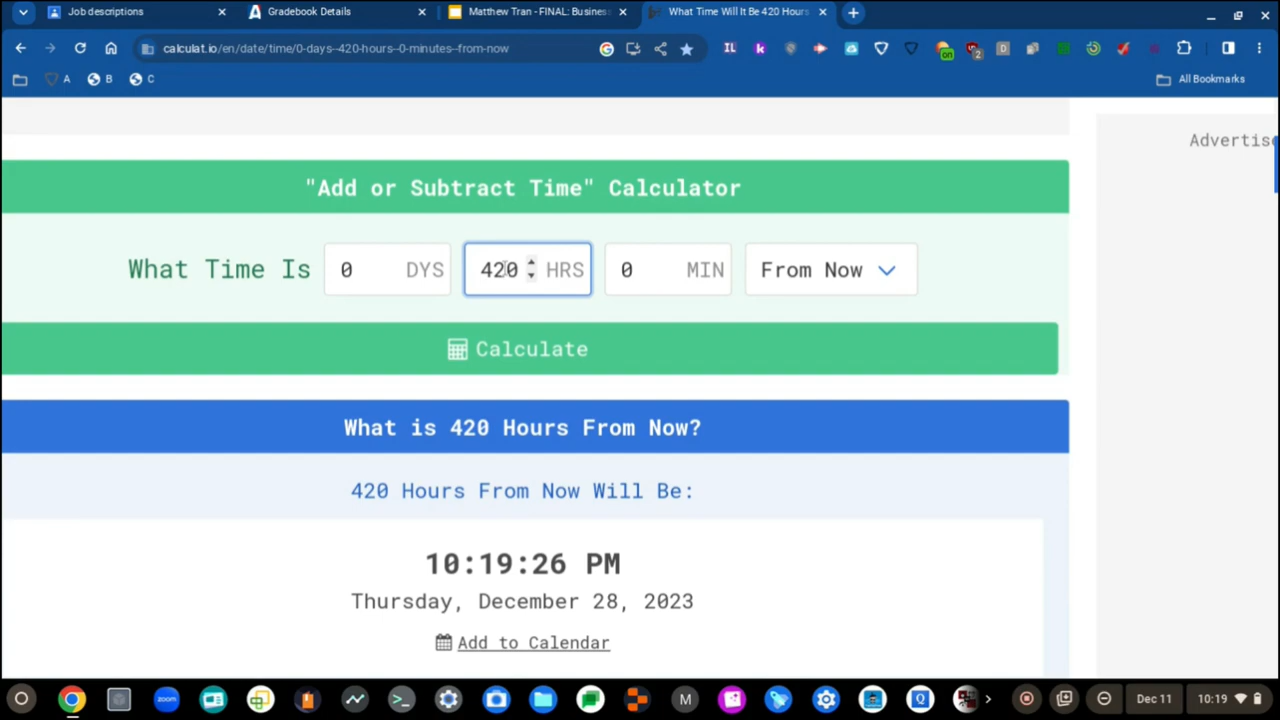 Job descriptions
Gradebook Details
Matthew Tran - FINAL: Busines
What Time Will It Be 420 Hours
calculat.io/en/date/time/0-days--420-hours--0-minutes--from-now
A
B
C
All Bookmarks
Advertise
"Add or Subtract Time" Calculator
What Time Is 0 DYS 420 HRS 0 MIN From Now
Calculate
What is 420 Hours From Now?
420 Hours From Now Will Be:
10:19:26 PM
Thursday, December 28, 2023
Add to Calendar
zoom
M
Q
Dec 11
10:19